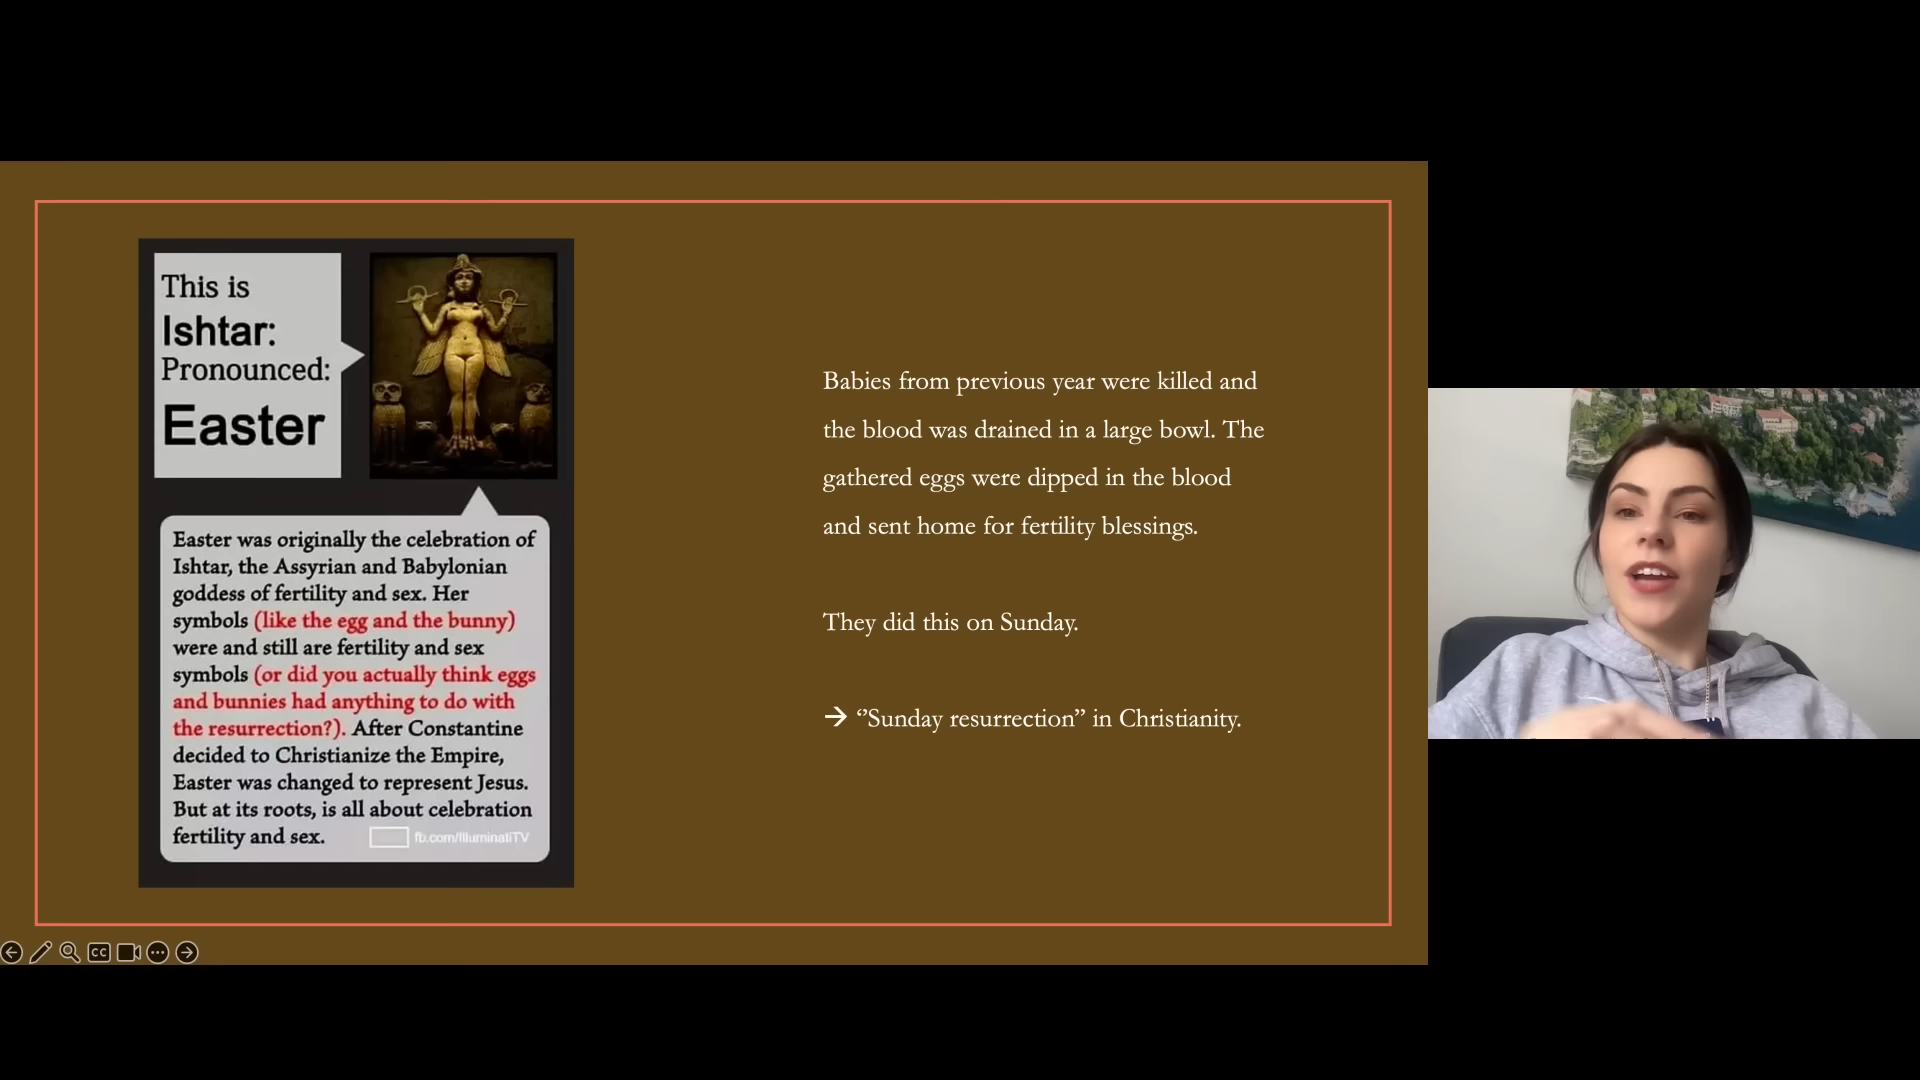 This is
Ishtar:
Pronounced:
Easter
Easter was originally the celebration of
Ishtar, the Assyrian and Babylonian
goddess of fertility and sex. Her
symbols (like the egg and the bunny)
were and still are fertility and sex
symbols (or did you actually think eggs
and bunnies had anything to do with
the resurrection?). After Constantine
decided to Christianize the Empire,
Easter was changed to represent Jesus.
But at its roots, is all about celebration
fertility and sex.
fb.com/IlluminatiTV
Babies from previous year were killed and
the blood was drained in a large bowl. The
gathered eggs were dipped in the blood
and sent home for fertility blessings.
They did this on Sunday.
→ ‘’Sunday resurrection’’ in Christianity.
CC